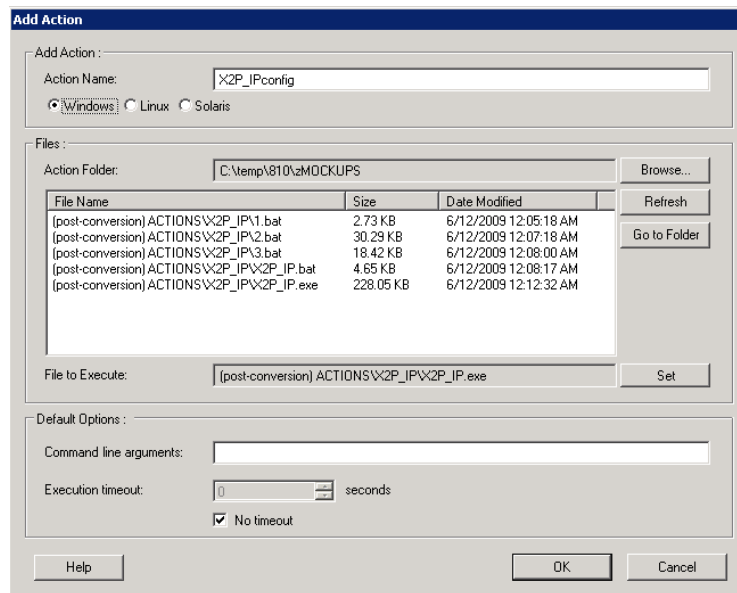 Add Action
Add Action :
Action Name: X2P_IPconfig
Windows Linux Solaris
Files :
Action Folder: C:\temp\810\zMOCKUPS Browse...
File Name Size Date Modified Refresh
(post-conversion) ACTIONS\X2P_IP\1.bat 2.73 KB 6/12/2009 12:05:18 AM
(post-conversion) ACTIONS\X2P_IP\2.bat 30.29 KB 6/12/2009 12:07:18 AM Go to Folder
(post-conversion) ACTIONS\X2P_IP\3.bat 18.42 KB 6/12/2009 12:08:00 AM
(post-conversion) ACTIONS\X2P_IP\X2P_IP.bat 4.65 KB 6/12/2009 12:08:17 AM
(post-conversion) ACTIONS\X2P_IP\X2P_IP.exe 228.05 KB 6/12/2009 12:12:32 AM
File to Execute: (post-conversion) ACTIONS\X2P_IP\X2P_IP.exe Set
Default Options :
Command line arguments:
Execution timeout: 0 seconds
No timeout
Help OK Cancel